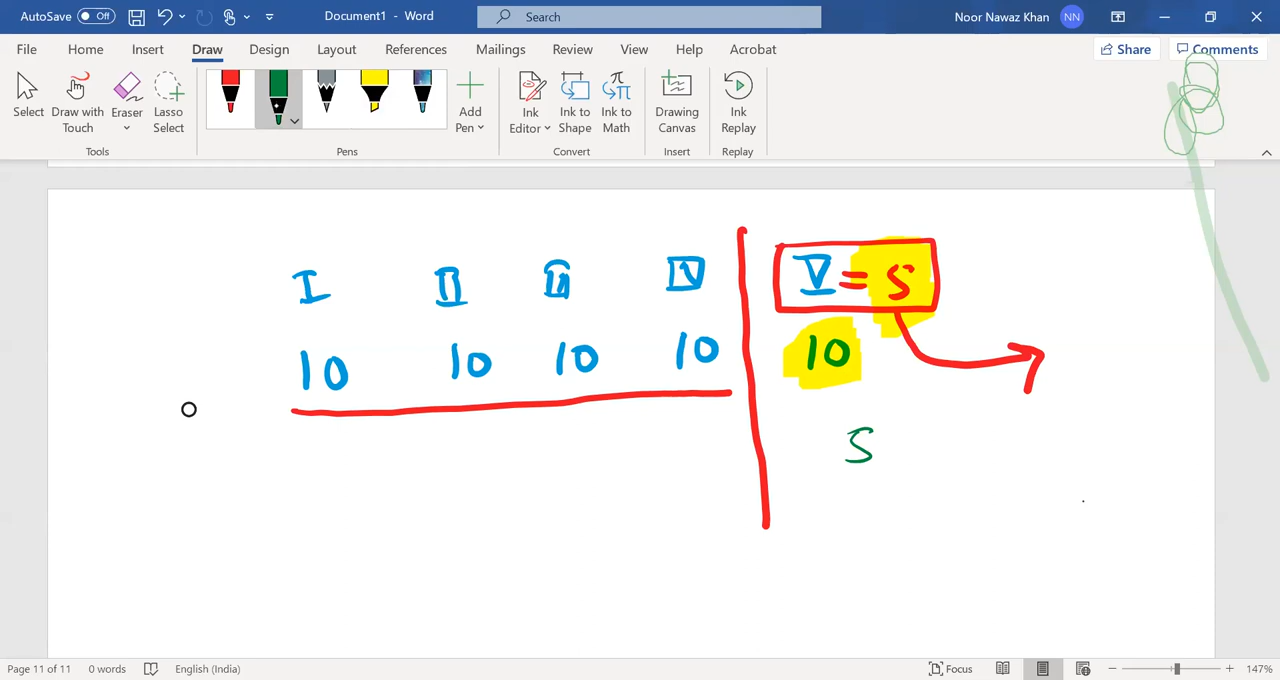 AutoSave Off Document1 - Word Search Noor Nawaz Khan NN
File Home Insert Draw Design Layout References Mailings Review View Help Acrobat Share Comments
Select Draw with Touch Eraser Lasso Select Add Pen Ink Editor Ink to Shape Ink to Math Drawing Canvas Ink Replay
Tools Pens Convert Insert Replay
I II III IV V = S
10 10 10 10 10
S
Page 11 of 11 0 words English (India) Focus 147%